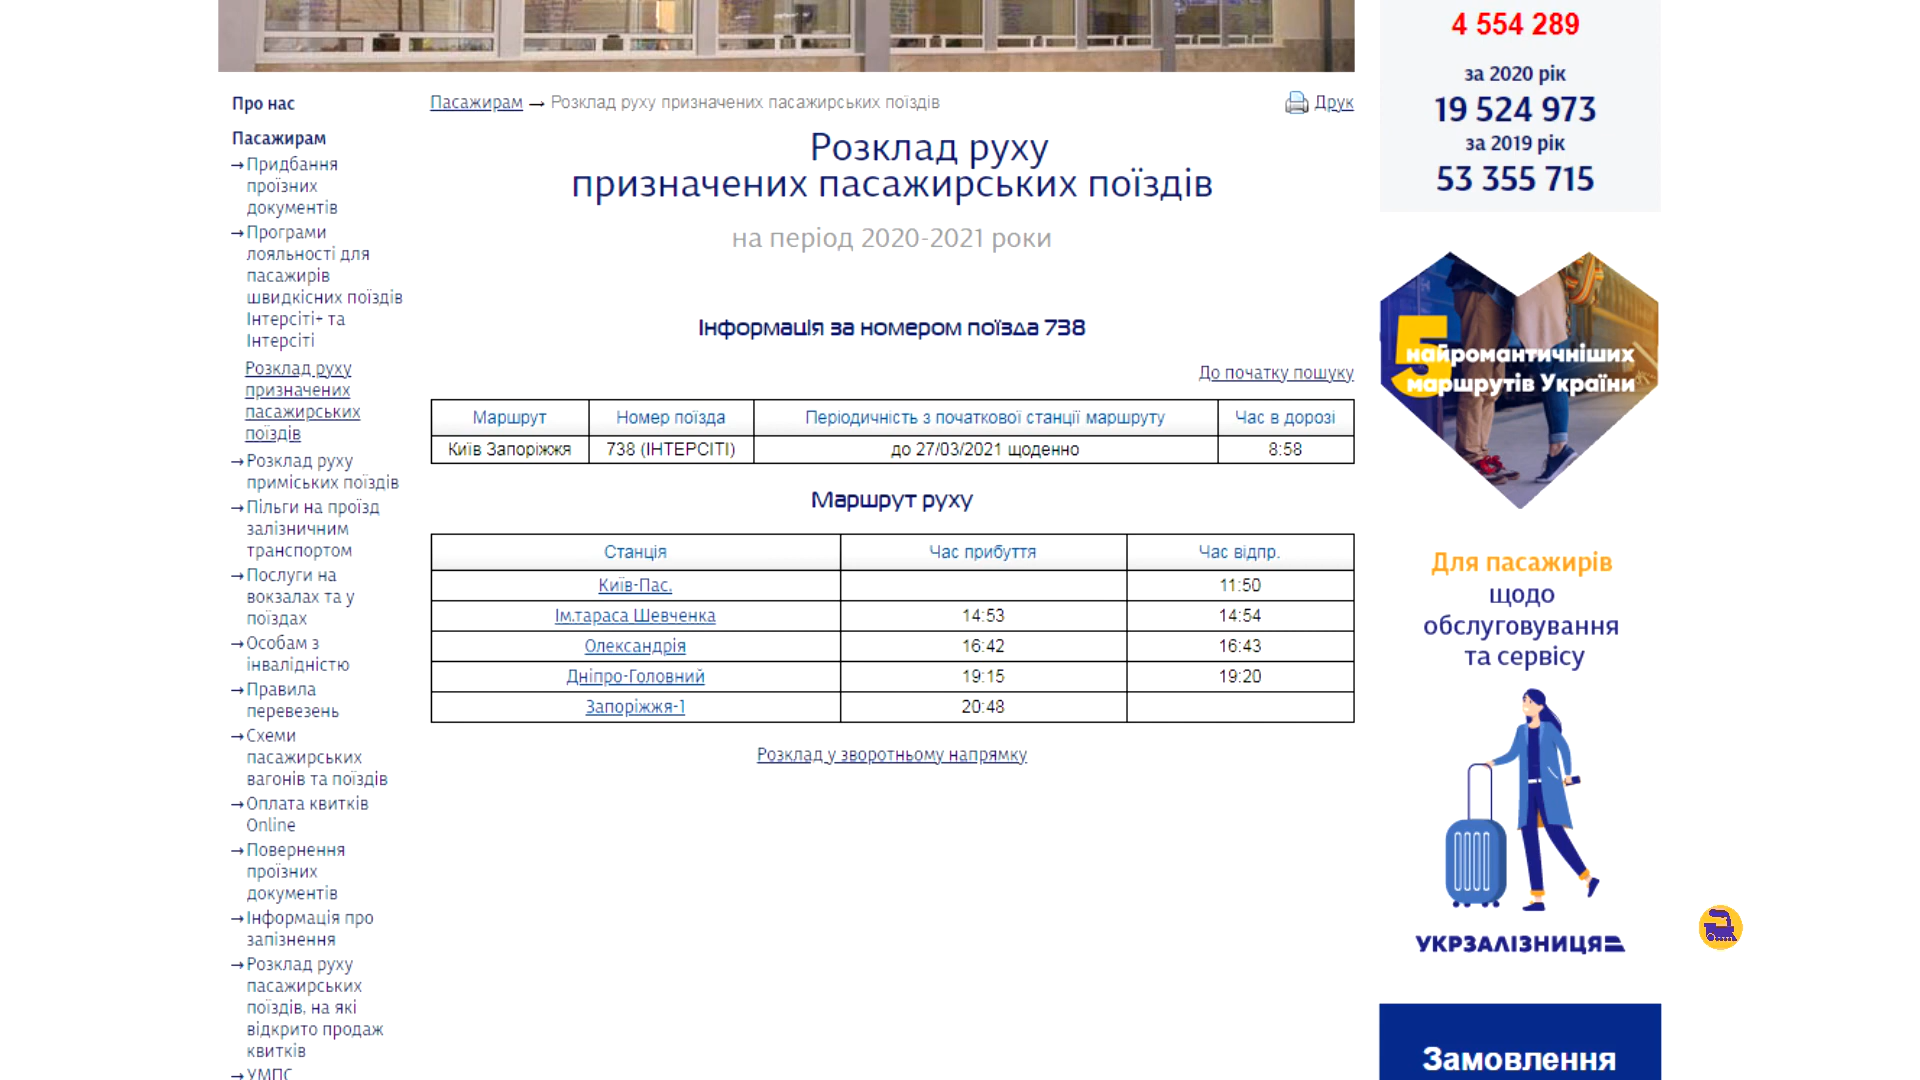 4 554 289
за 2020 рік
19 524 973
за 2019 рік
53 355 715
Про нас
Пасажирам
→Придбання
проїзних
документів
→Програми
лояльності для
пасажирів
швидкісних поїздів
Інтерсіті+ та
Інтерсіті
Розклад руху
призначених
пасажирських
поїздів
→Розклад руху
приміських поїздів
→Пільги на проїзд
залізничним
транспортом
→Послуги на
вокзалах та у
поїздах
→Особам з
інвалідністю
→Правила
перевезень
→Схеми
пасажирських
вагонів та поїздів
→Оплата квитків
Online
→Повернення
проїзних
документів
→Інформація про
запізнення
→Розклад руху
пасажирських
поїздів, на які
відкрито продаж
квитків
→УМПС
Пасажирам → Розклад руху призначених пасажирських поїздів
Друк
Розклад руху
призначених пасажирських поїздів
на період 2020-2021 роки
Інформація за номером поїзда 738
До початку пошуку
Маршрут Номер поїзда Періодичність з початкової станції маршруту Час в дорозі
Київ Запоріжжя 738 (ІНТЕРСІТІ) до 27/03/2021 щоденно 8:58
Маршрут руху
Станція Час прибуття Час відпр.
Київ-Пас. 11:50
Ім.тараса Шевченка 14:53 14:54
Олександрія 16:42 16:43
Дніпро-Головний 19:15 19:20
Запоріжжя-1 20:48
Розклад у зворотньому напрямку
5 найромантичніших
маршрутів України
Для пасажирів
щодо
обслуговування
та сервісу
УКРЗАЛІЗНИЦЯ
Замовлення